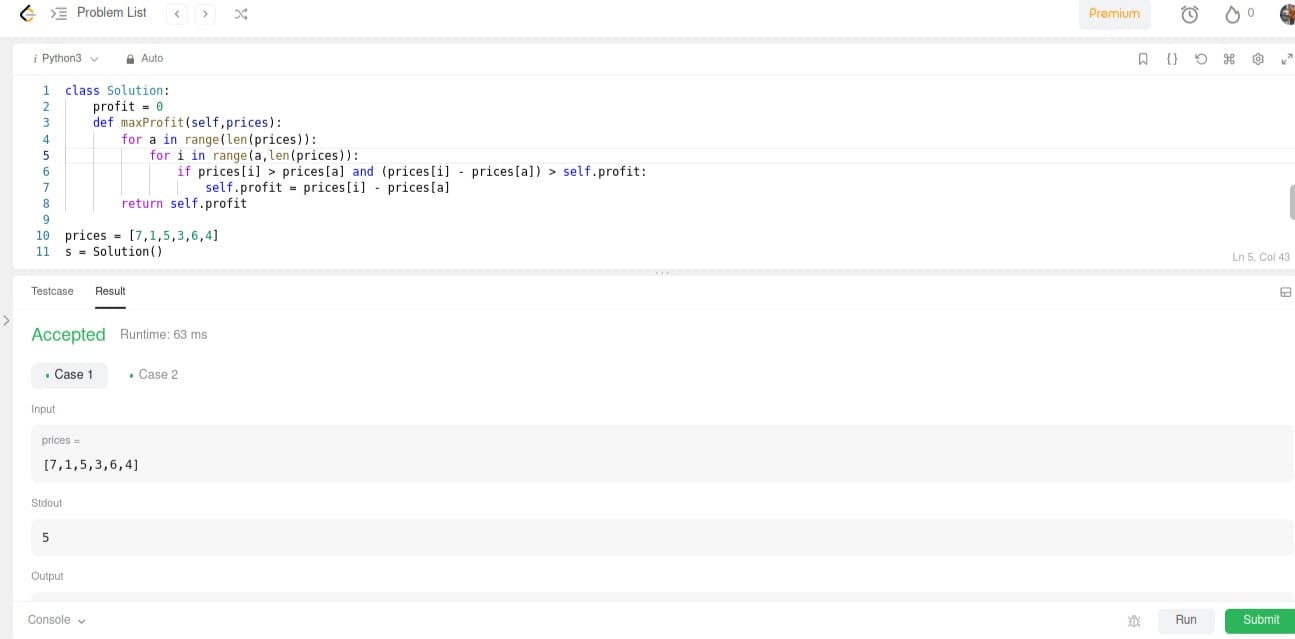 Problem List
Premium
0
i Python3
Auto
{}
1 class Solution:
2 profit = 0
3 def maxProfit(self,prices):
4 for a in range(len(prices)):
5 for i in range(a,len(prices)):
6 if prices[i] > prices[a] and (prices[i] - prices[a]) > self.profit:
7 self.profit = prices[i] - prices[a]
8 return self.profit
9
10 prices = [7,1,5,3,6,4]
11 s = Solution()
Ln 5, Col 43
Testcase Result
Accepted Runtime: 63 ms
• Case 1 • Case 2
Input
prices =
[7,1,5,3,6,4]
Stdout
5
Output
Console
Run
Submit